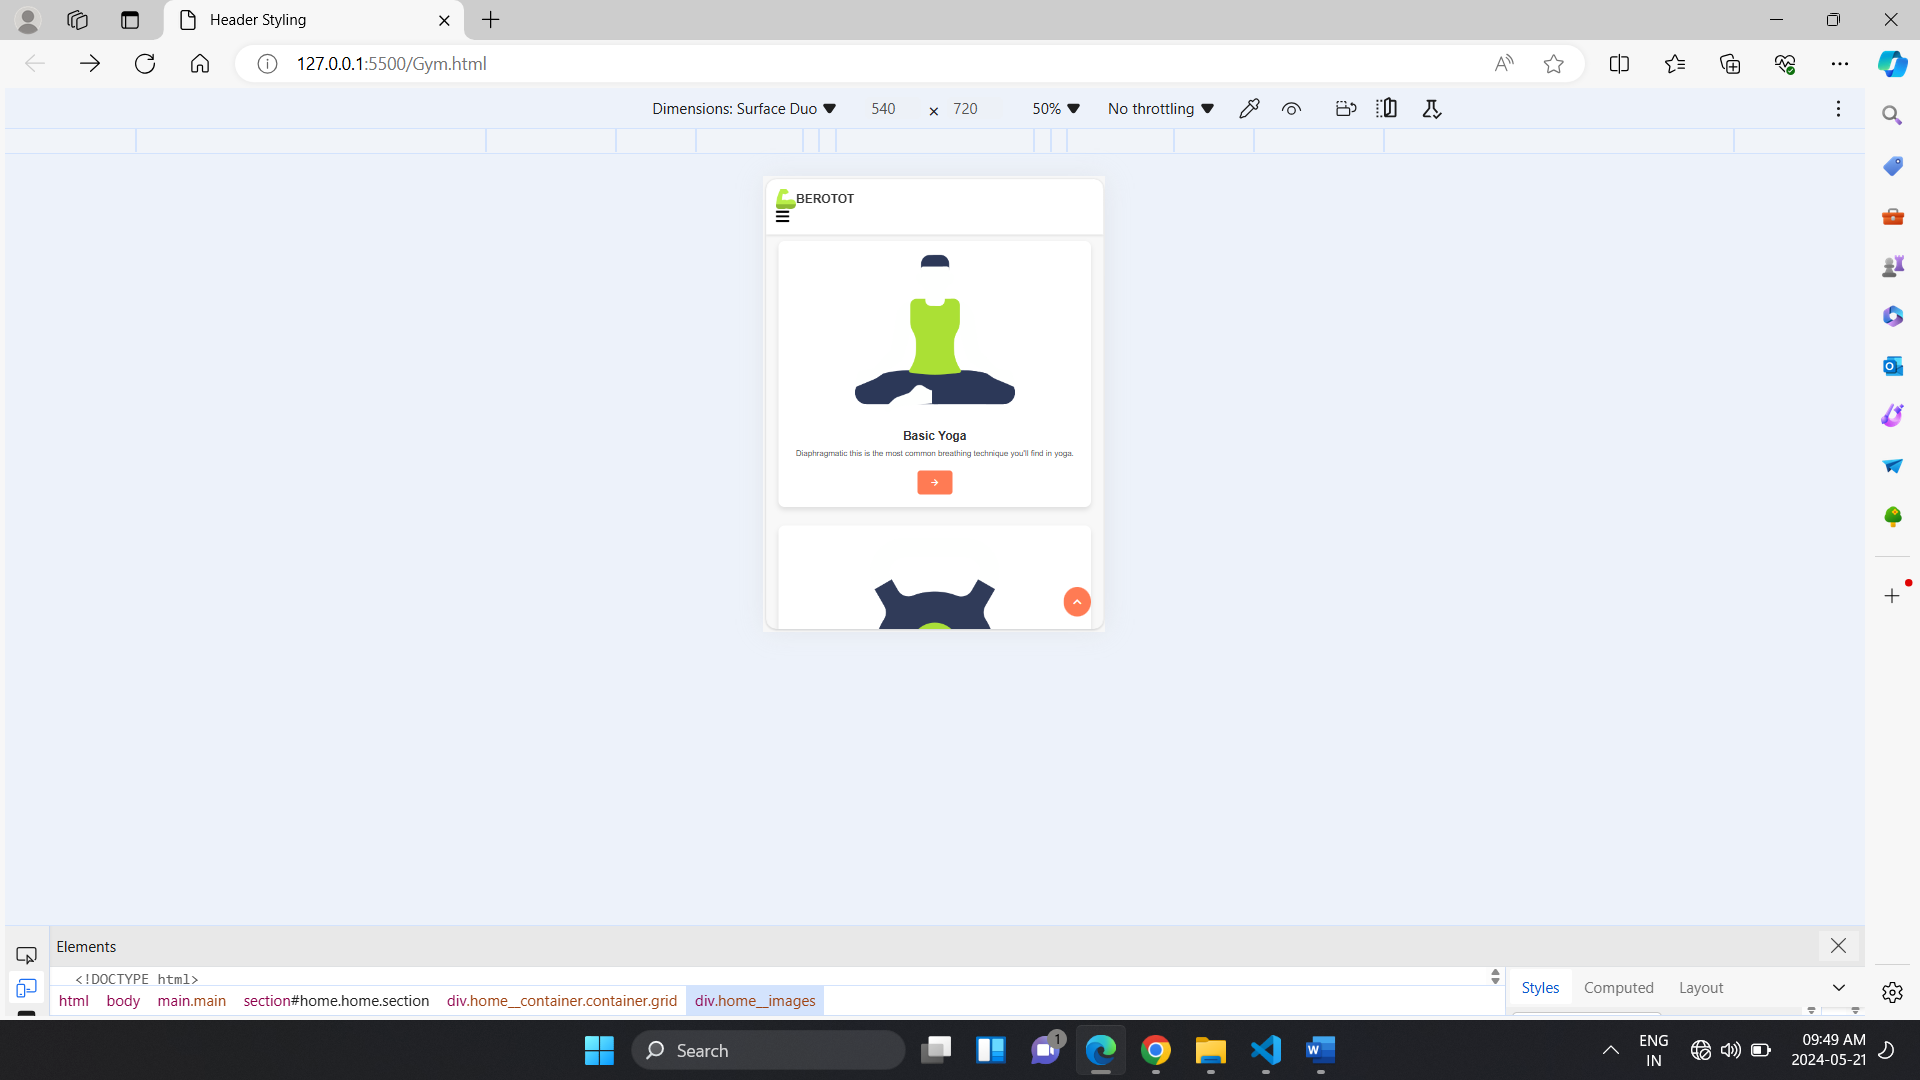 Header Styling
127.0.0.1:5500/Gym.html
Dimensions: Surface Duo 540 × 720 50% No throttling
BEROTOT
Basic Yoga
Diaphragmatic this is the most common breathing technique you'll find in yoga.
Elements
<!DOCTYPE html>
html body main.main section#home.home.section div.home__container.container.grid div.home__images
Styles Computed Layout
Search
1
ENG
IN
09:49 AM
2024-05-21